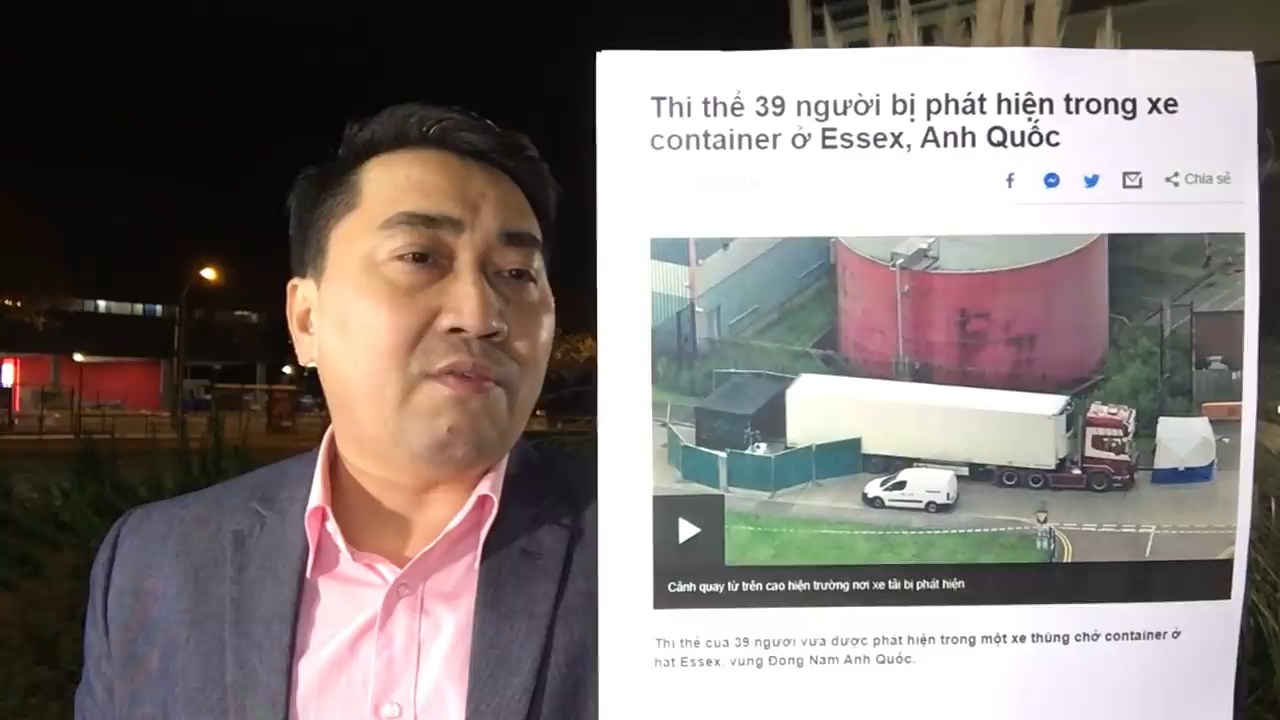 Thi thể 39 người bị phát hiện trong xe
container ở Essex, Anh Quốc
Chia sẻ
Cảnh quay từ trên cao hiện trường nơi xe tải bị phát hiện
Thi thể của 39 người vừa được phát hiện trong một xe thùng chở container ở
hạt Essex, vùng Đông Nam Anh Quốc.